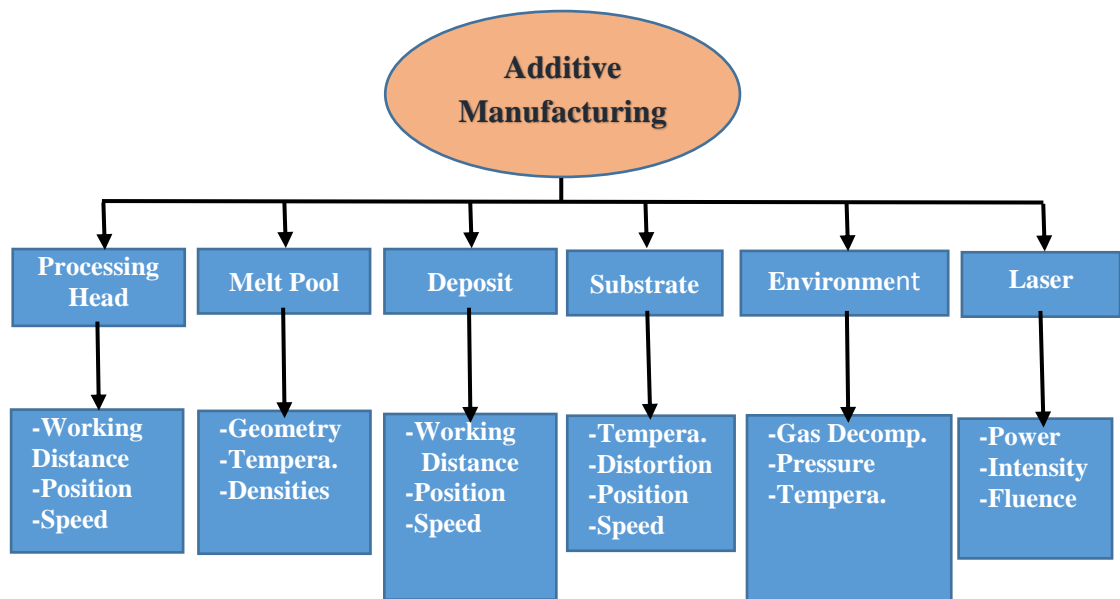 Additive
Manufacturing
Processing
Head
Melt Pool
Deposit
Substrate
Environment
Laser
-Working
Distance
-Position
-Speed
-Geometry
-Tempera.
-Densities
-Working
Distance
-Position
-Speed
-Tempera.
-Distortion
-Position
-Speed
-Gas Decomp.
-Pressure
-Tempera.
-Power
-Intensity
-Fluence